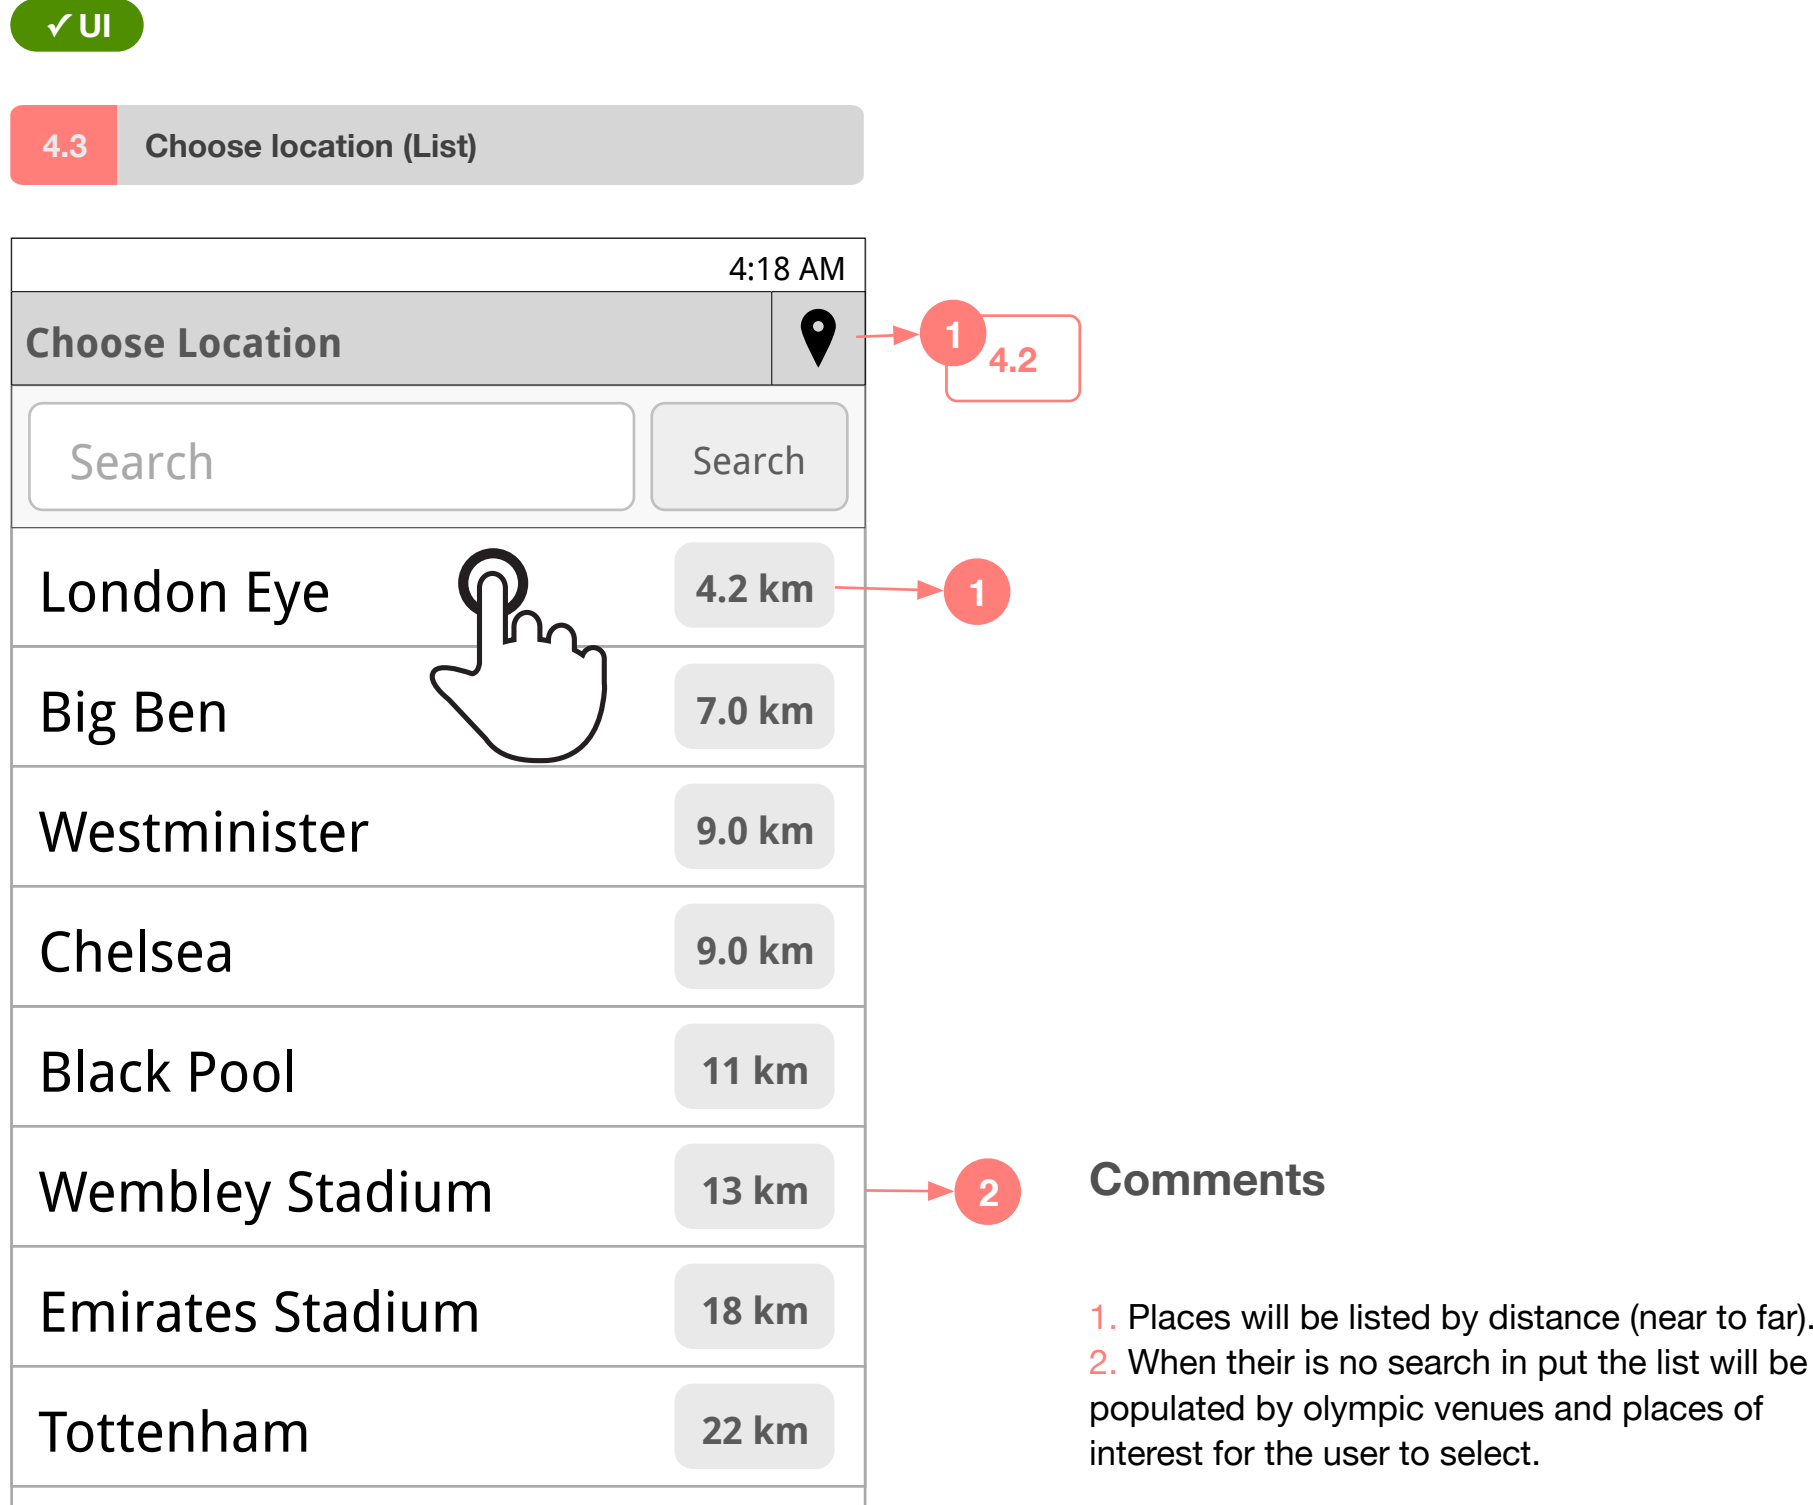 ✓ UI
4.3 Choose location (List)
4:18 AM
Choose Location
1
4.2
Search Search
London Eye 4.2 km 1
Big Ben 7.0 km
Westminister 9.0 km
Chelsea 9.0 km
Black Pool 11 km
Wembley Stadium 13 km 2
Emirates Stadium 18 km
Tottenham 22 km
Comments
1. Places will be listed by distance (near to far).
2. When their is no search in put the list will be
populated by olympic venues and places of
interest for the user to select.